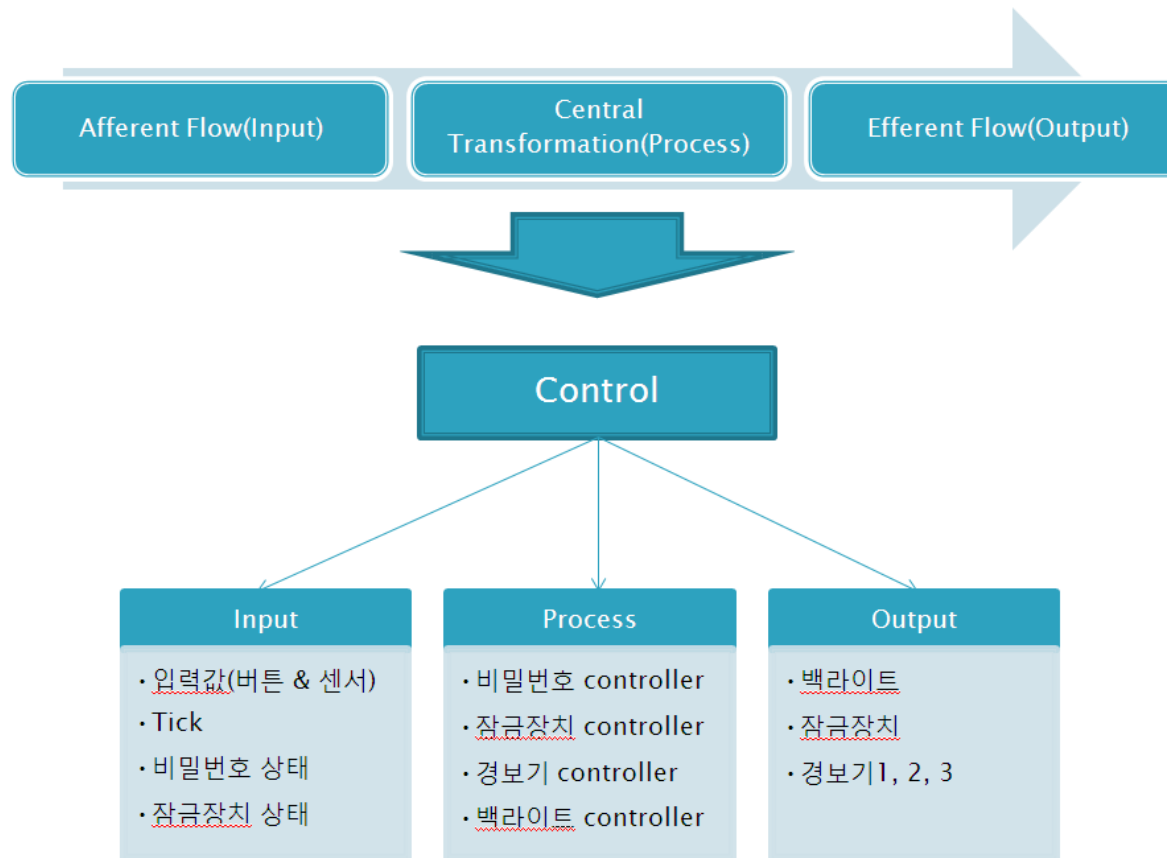 Afferent Flow(Input)
Central
Transformation(Process)
Efferent Flow(Output)
Control
Input
· 입력값(버튼 & 센서)
· Tick
· 비밀번호 상태
· 잠금장치 상태
Process
· 비밀번호 controller
· 잠금장치 controller
· 경보기 controller
· 백라이트 controller
Output
· 백라이트
· 잠금장치
· 경보기1, 2, 3